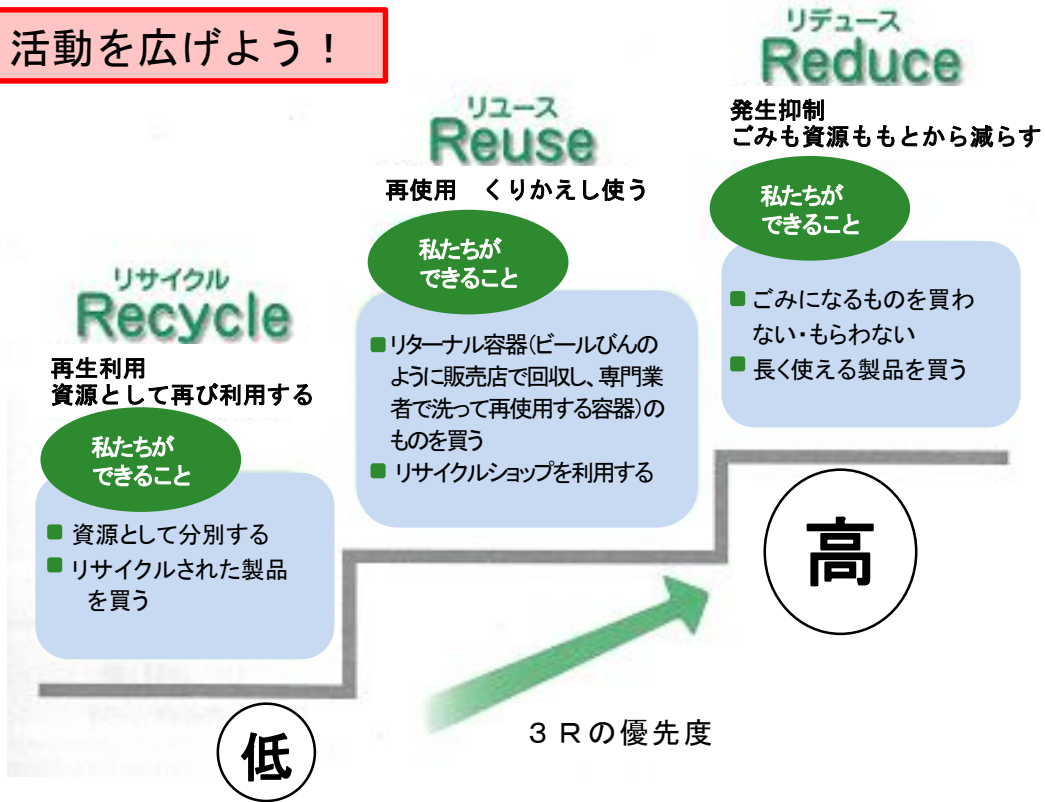 活動を広げよう！
リデュース
Reduce
発生抑制
ごみも資源ももとから減らす
私たちが
できること
■ ごみになるものを買わ
ない・もらわない
■ 長く使える製品を買う
リユース
Reuse
再使用　くりかえし使う
私たちが
できること
■ リターナル容器（ビールびんの
ように販売店で回収し、専門業
者で洗って再使用する容器）の
ものを買う
■ リサイクルショップを利用する
リサイクル
Recycle
再生利用
資源として再び利用する
私たちが
できること
■ 資源として分別する
■ リサイクルされた製品
を買う
高
３Ｒの優先度
低